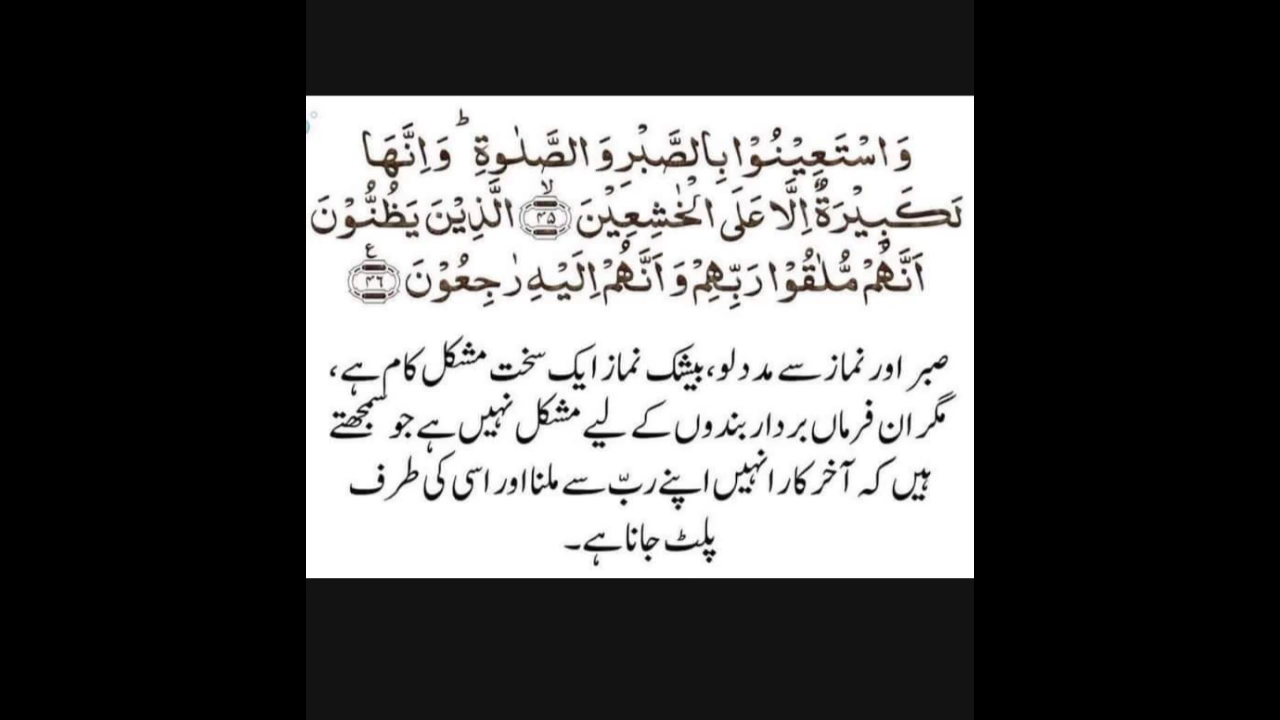 وَاسْتَعِیْنُوْا بِالصَّبْرِ وَالصَّلٰوةِ ؕ وَاِنَّهَا
لَكَبِیْرَةٌ اِلَّا عَلَی الْخٰشِعِیْنَ ۙ﴿۴۵﴾ الَّذِیْنَ یَظُنُّوْنَ
اَنَّهُمْ مُّلٰقُوْا رَبِّهِمْ وَاَنَّهُمْ اِلَیْهِ رٰجِعُوْنَ ﴿۴۶﴾ ع
صبر اور نماز سے مدد لو، بیشک نماز ایک سخت مشکل کام ہے،
مگر ان فرماں بردار بندوں کے لیے مشکل نہیں ہے جو سمجھتے
ہیں کہ آخر کار انہیں اپنے ربّ سے ملنا اور اسی کی طرف
پلٹ جانا ہے۔